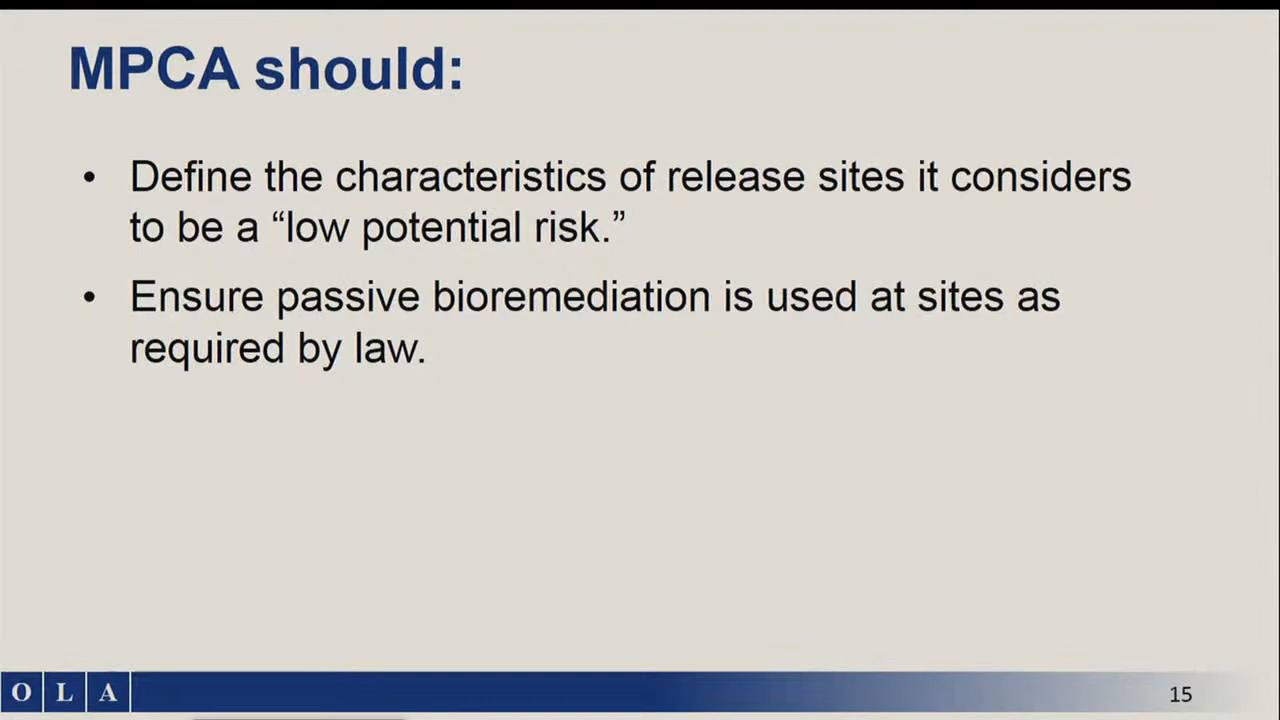 MPCA should:
• Define the characteristics of release sites it considers
to be a “low potential risk.”
• Ensure passive bioremediation is used at sites as
required by law.
O L A
15